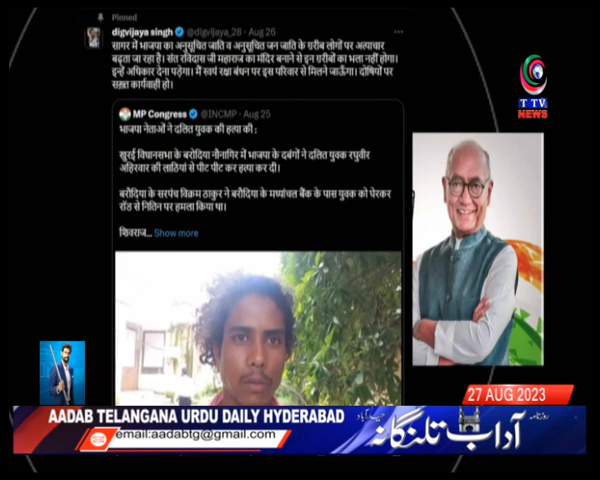 Pinned
digvijaya singh @digvijaya_28 · Aug 26
सागर में भाजपा का अनुसूचित जाति व अनुसूचित जन जाति के ग़रीब लोगों पर अत्याचार
बढ़ता जा रहा है। संत रविदास जी महाराज का मंदिर बनाने से इन ग़रीबों का भला नहीं होगा।
इन्हें अधिकार देना पड़ेगा। मैं स्वयं रक्षा बंधन पर इस परिवार से मिलने जाऊँगा। दोषियों पर
सख़्त कार्यवाही हो।
MP Congress @INCMP · Aug 25
भाजपा नेताओं ने दलित युवक की हत्या की :
खुरई विधानसभा के बरोदिया नौनागिर में भाजपा के दबंगों ने दलित युवक रघुवीर
अहिरवार की लाठियां से पीट पीट कर हत्या कर दी।
बरौदिया के सरपंच विक्रम ठाकुर ने बरौदिया के मध्यांचल बैंक के पास युवक को घेरकर
रॉड से नितिन पर हमला किया था।
शिवराज... Show more
T TV
NEWS
27 AUG 2023
AADAB TELANGANA URDU DAILY HYDERABAD
email:aadabtg@gmail.com
روزنامہ
آداب تلنگانہ
حیدرآباد